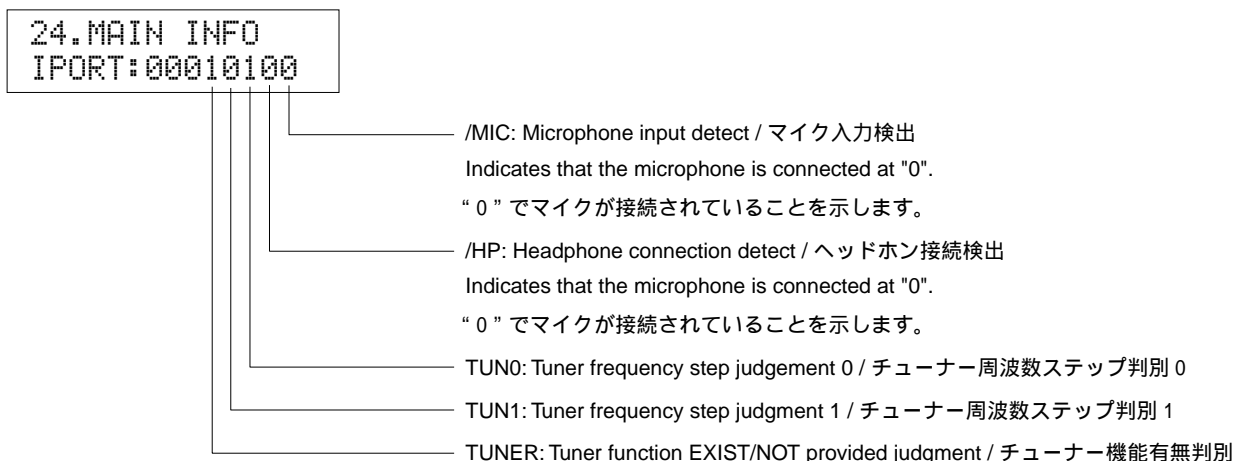 24.MAIN INFO
IPORT:00010100
/MIC: Microphone input detect / マイク入力検出
Indicates that the microphone is connected at "0".
“ 0 ” でマイクが接続されていることを示します。
/HP: Headphone connection detect / ヘッドホン接続検出
Indicates that the microphone is connected at "0".
“ 0 ” でマイクが接続されていることを示します。
TUN0: Tuner frequency step judgement 0 / チューナー周波数ステップ判別 0
TUN1: Tuner frequency step judgment 1 / チューナー周波数ステップ判別 1
TUNER: Tuner function EXIST/NOT provided judgment / チューナー機能有無判別